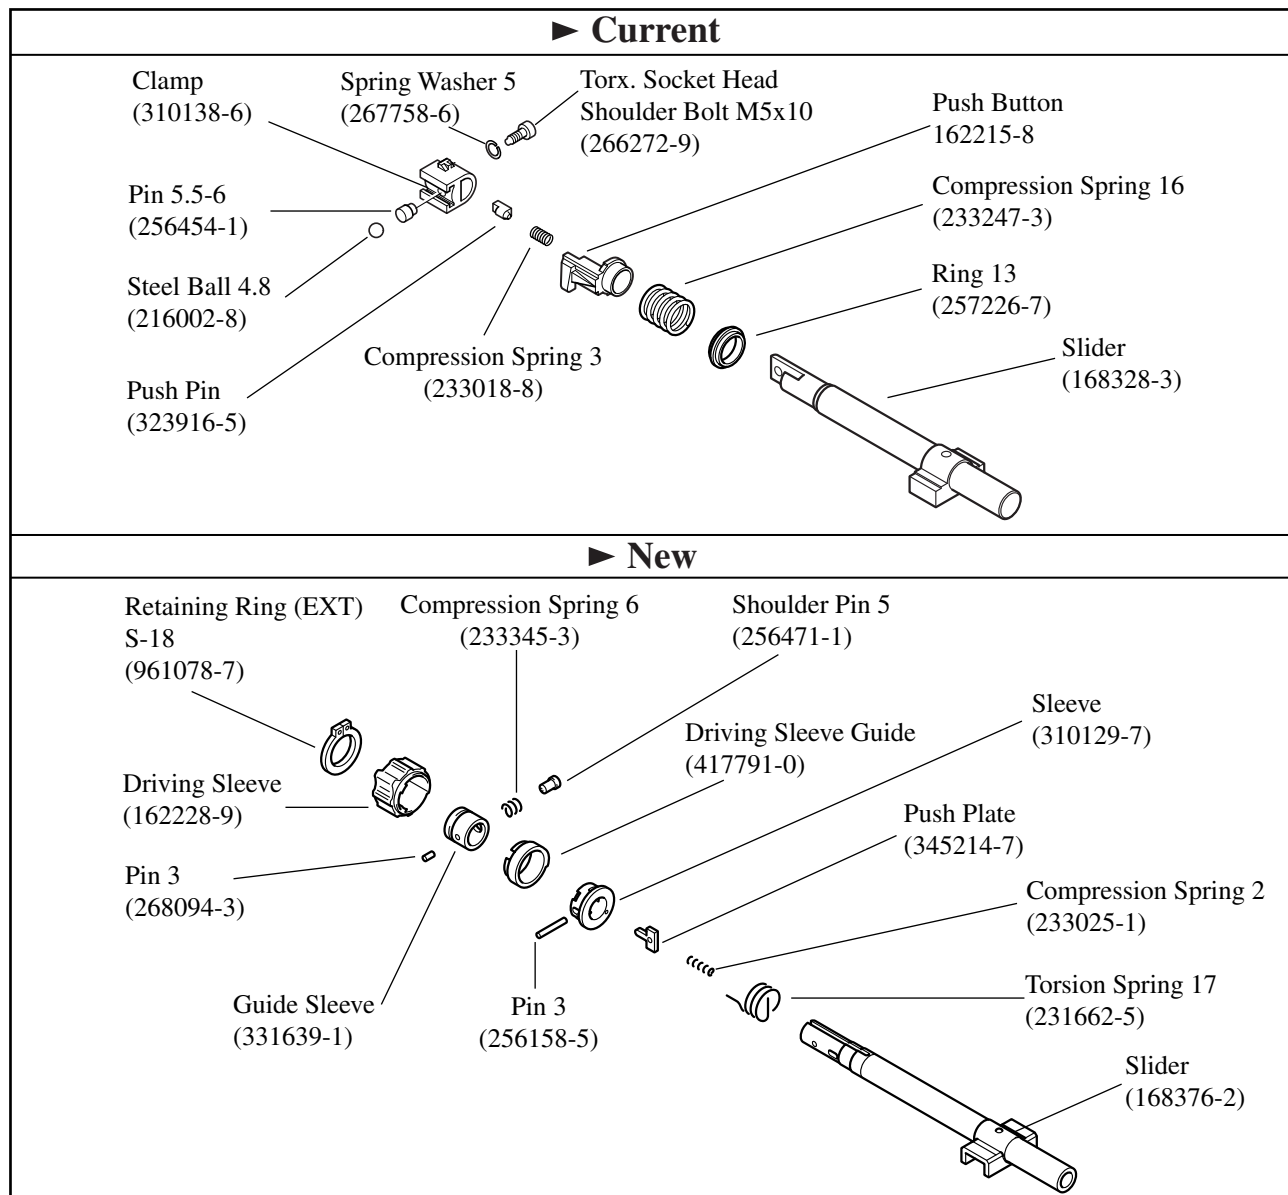 ► Current
Clamp
(310138-6)
Spring Washer 5
(267758-6)
Torx. Socket Head
Shoulder Bolt M5x10
(266272-9)
Push Button
162215-8
Pin 5.5-6
(256454-1)
Compression Spring 16
(233247-3)
Steel Ball 4.8
(216002-8)
Ring 13
(257226-7)
Compression Spring 3
(233018-8)
Slider
(168328-3)
Push Pin
(323916-5)
► New
Retaining Ring (EXT)
S-18
(961078-7)
Compression Spring 6
(233345-3)
Shoulder Pin 5
(256471-1)
Sleeve
(310129-7)
Driving Sleeve Guide
(417791-0)
Driving Sleeve
(162228-9)
Push Plate
(345214-7)
Pin 3
(268094-3)
Compression Spring 2
(233025-1)
Guide Sleeve
(331639-1)
Pin 3
(256158-5)
Torsion Spring 17
(231662-5)
Slider
(168376-2)